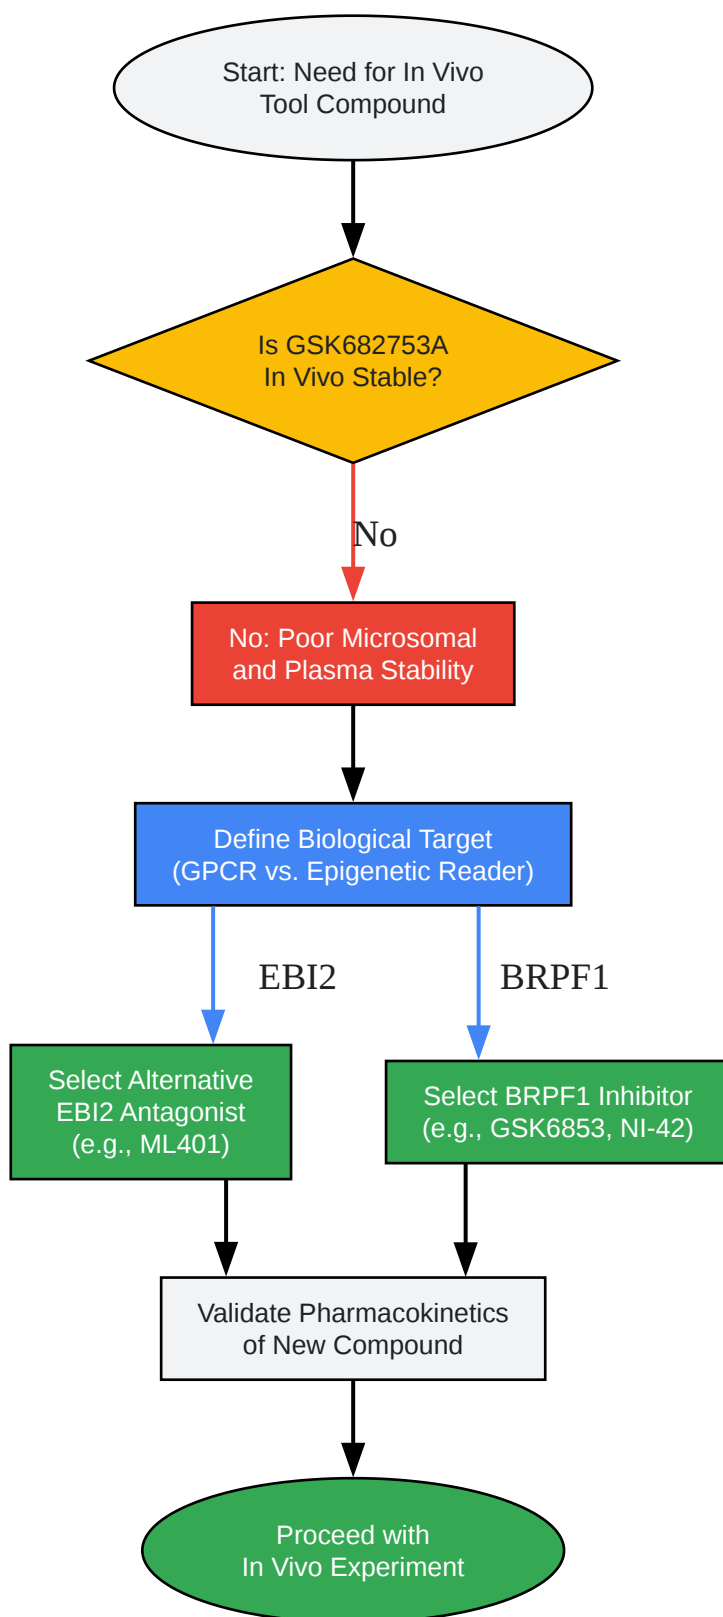 Start: Need for In Vivo
Tool Compound
Is GSK682753A
In Vivo Stable?
No
No: Poor Microsomal
and Plasma Stability
Define Biological Target
(GPCR vs. Epigenetic Reader)
EBI2
BRPF1
Select Alternative
EBI2 Antagonist
(e.g., ML401)
Select BRPF1 Inhibitor
(e.g., GSK6853, NI-42)
Validate Pharmacokinetics
of New Compound
Proceed with
In Vivo Experiment